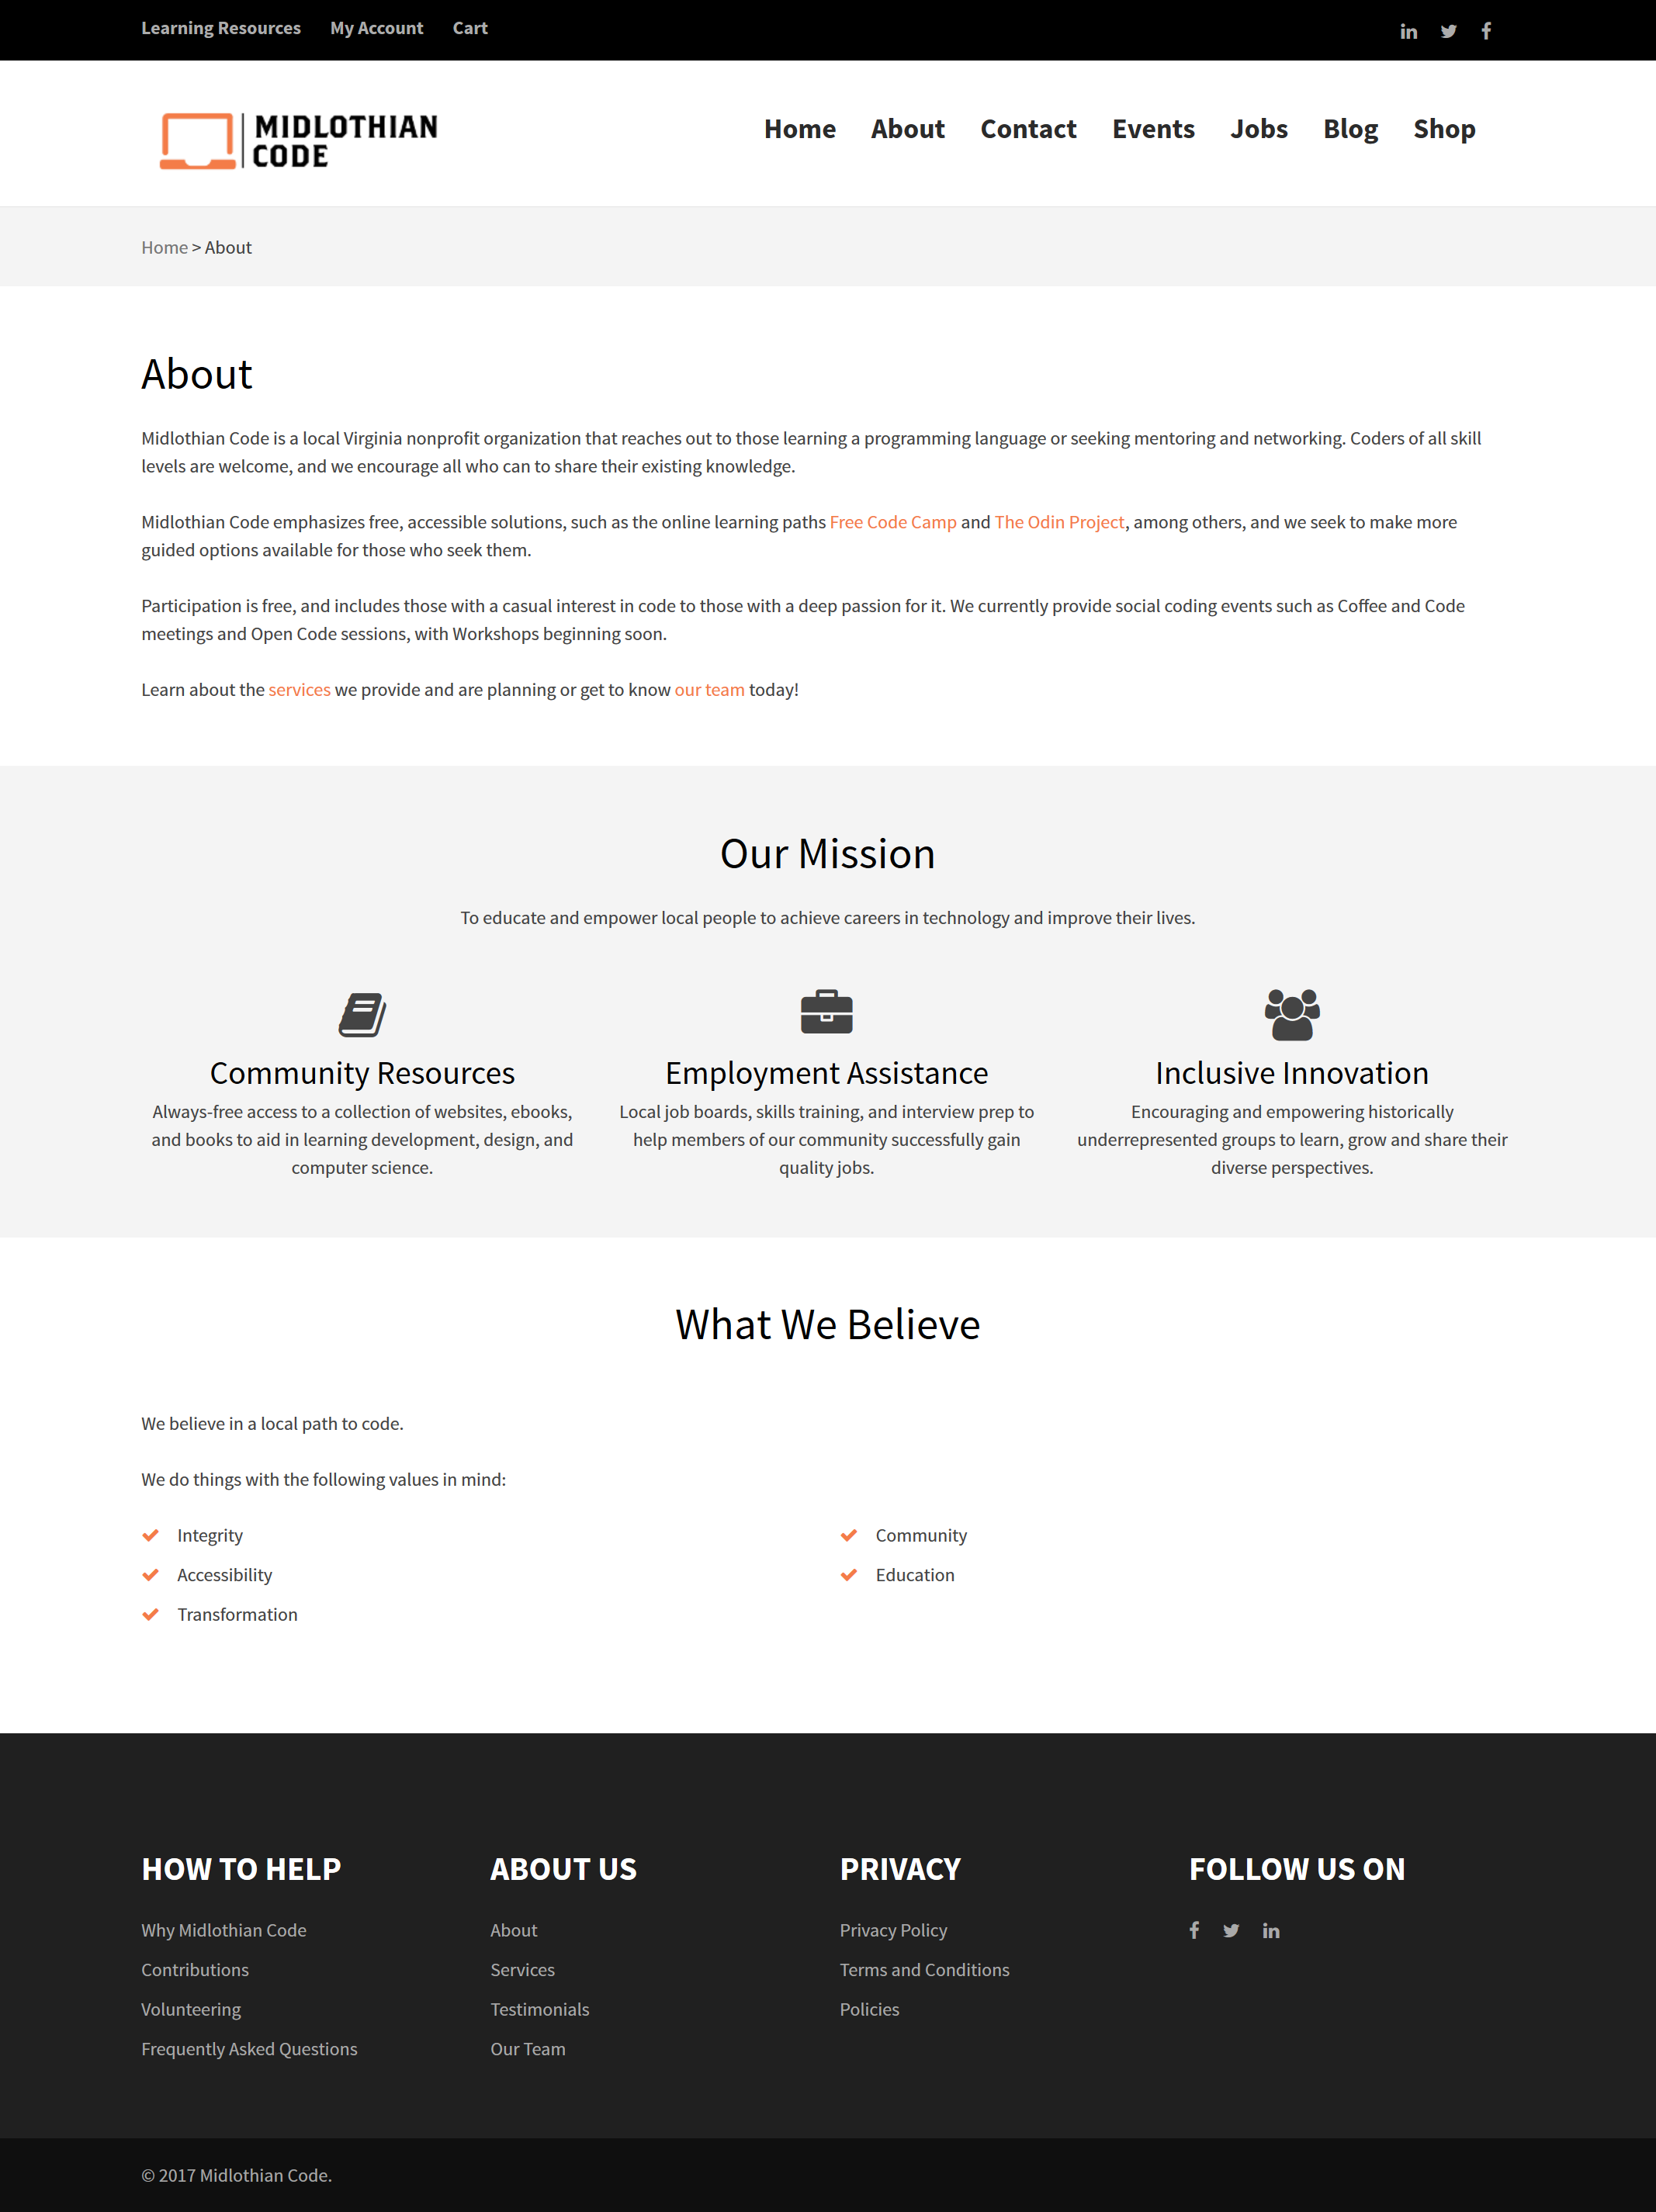 Learning Resources My Account Cart
MIDLOTHIAN
CODE
Home About Contact Events Jobs Blog Shop
Home > About
About
Midlothian Code is a local Virginia nonprofit organization that reaches out to those learning a programming language or seeking mentoring and networking. Coders of all skill
levels are welcome, and we encourage all who can to share their existing knowledge.
Midlothian Code emphasizes free, accessible solutions, such as the online learning paths Free Code Camp and The Odin Project, among others, and we seek to make more
guided options available for those who seek them.
Participation is free, and includes those with a casual interest in code to those with a deep passion for it. We currently provide social coding events such as Coffee and Code
meetings and Open Code sessions, with Workshops beginning soon.
Learn about the services we provide and are planning or get to know our team today!
Our Mission
To educate and empower local people to achieve careers in technology and improve their lives.
Community Resources
Always-free access to a collection of websites, ebooks,
and books to aid in learning development, design, and
computer science.
Employment Assistance
Local job boards, skills training, and interview prep to
help members of our community successfully gain
quality jobs.
Inclusive Innovation
Encouraging and empowering historically
underrepresented groups to learn, grow and share their
diverse perspectives.
What We Believe
We believe in a local path to code.
We do things with the following values in mind:
Integrity
Accessibility
Transformation
Community
Education
HOW TO HELP
Why Midlothian Code
Contributions
Volunteering
Frequently Asked Questions
ABOUT US
About
Services
Testimonials
Our Team
PRIVACY
Privacy Policy
Terms and Conditions
Policies
FOLLOW US ON
© 2017 Midlothian Code.